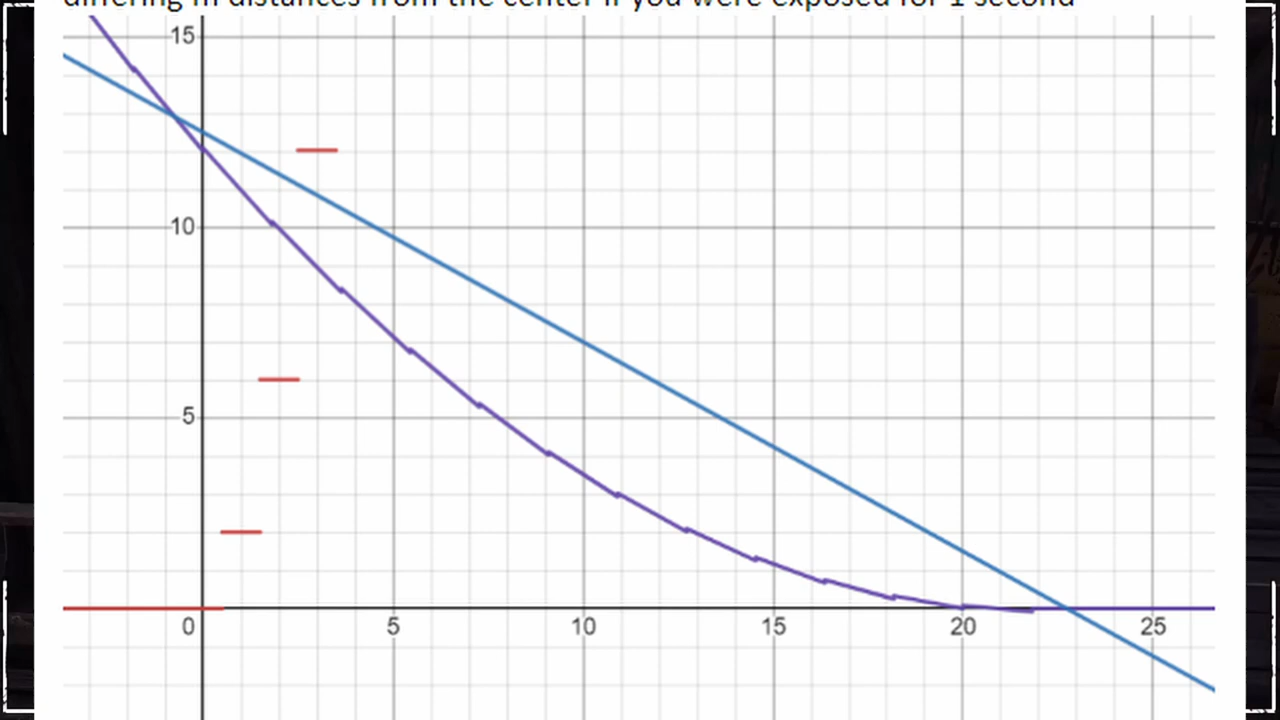 differing in distances from the center if you were exposed for 1 second
15
10
5
0 5 10 15 20 25